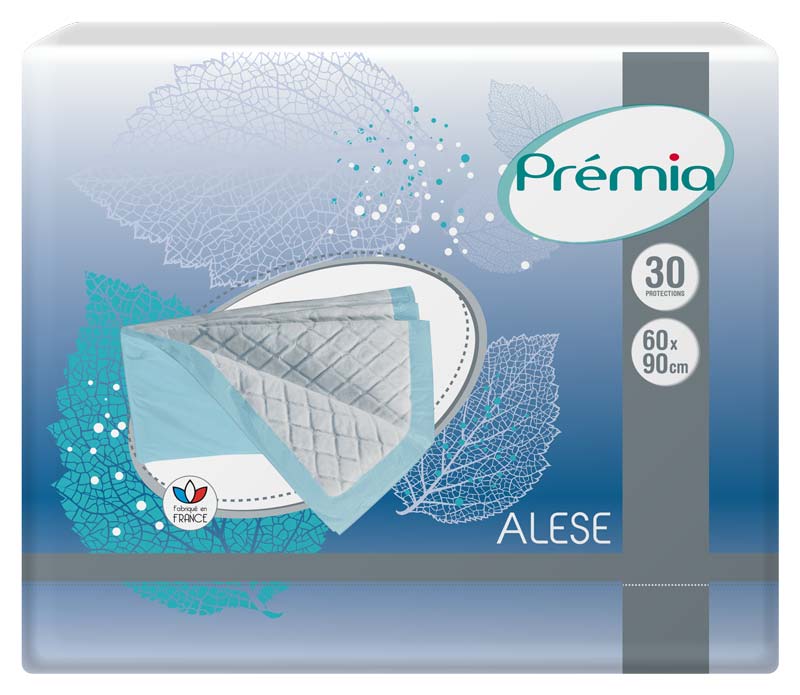 Prémia
30
PROTECTIONS
60x
90cm
Fabriqué en
FRANCE
ALESE